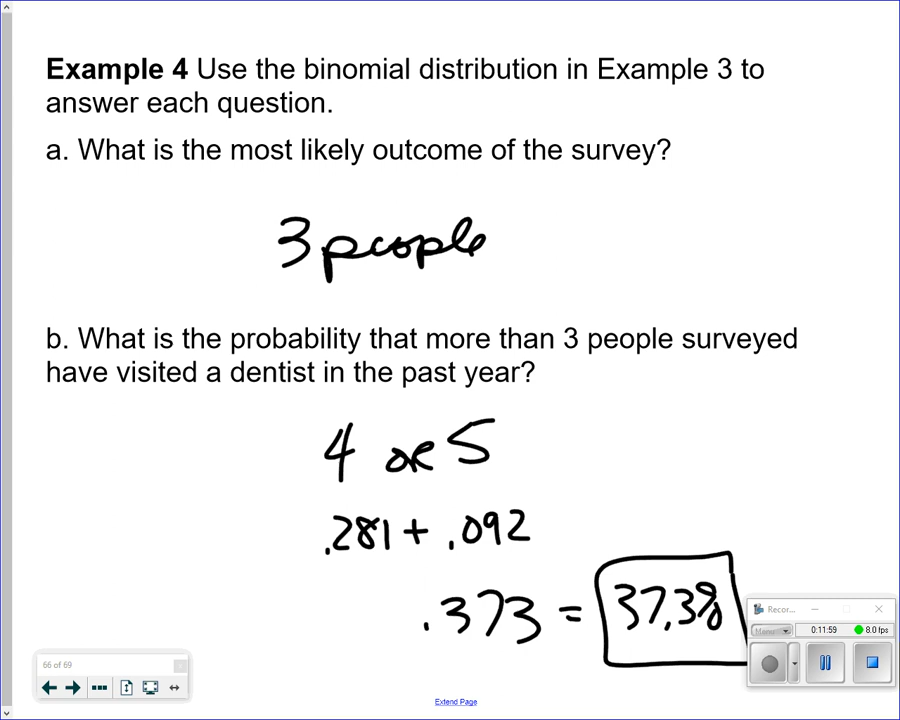 Example 4 Use the binomial distribution in Example 3 to
answer each question.
a. What is the most likely outcome of the survey?
3 people
b. What is the probability that more than 3 people surveyed
have visited a dentist in the past year?
4 OR 5
.281 + .092
.373 = 37.3%
Recor...
Menu
0:11:59
8.0 fps
66 of 69
Extend Page